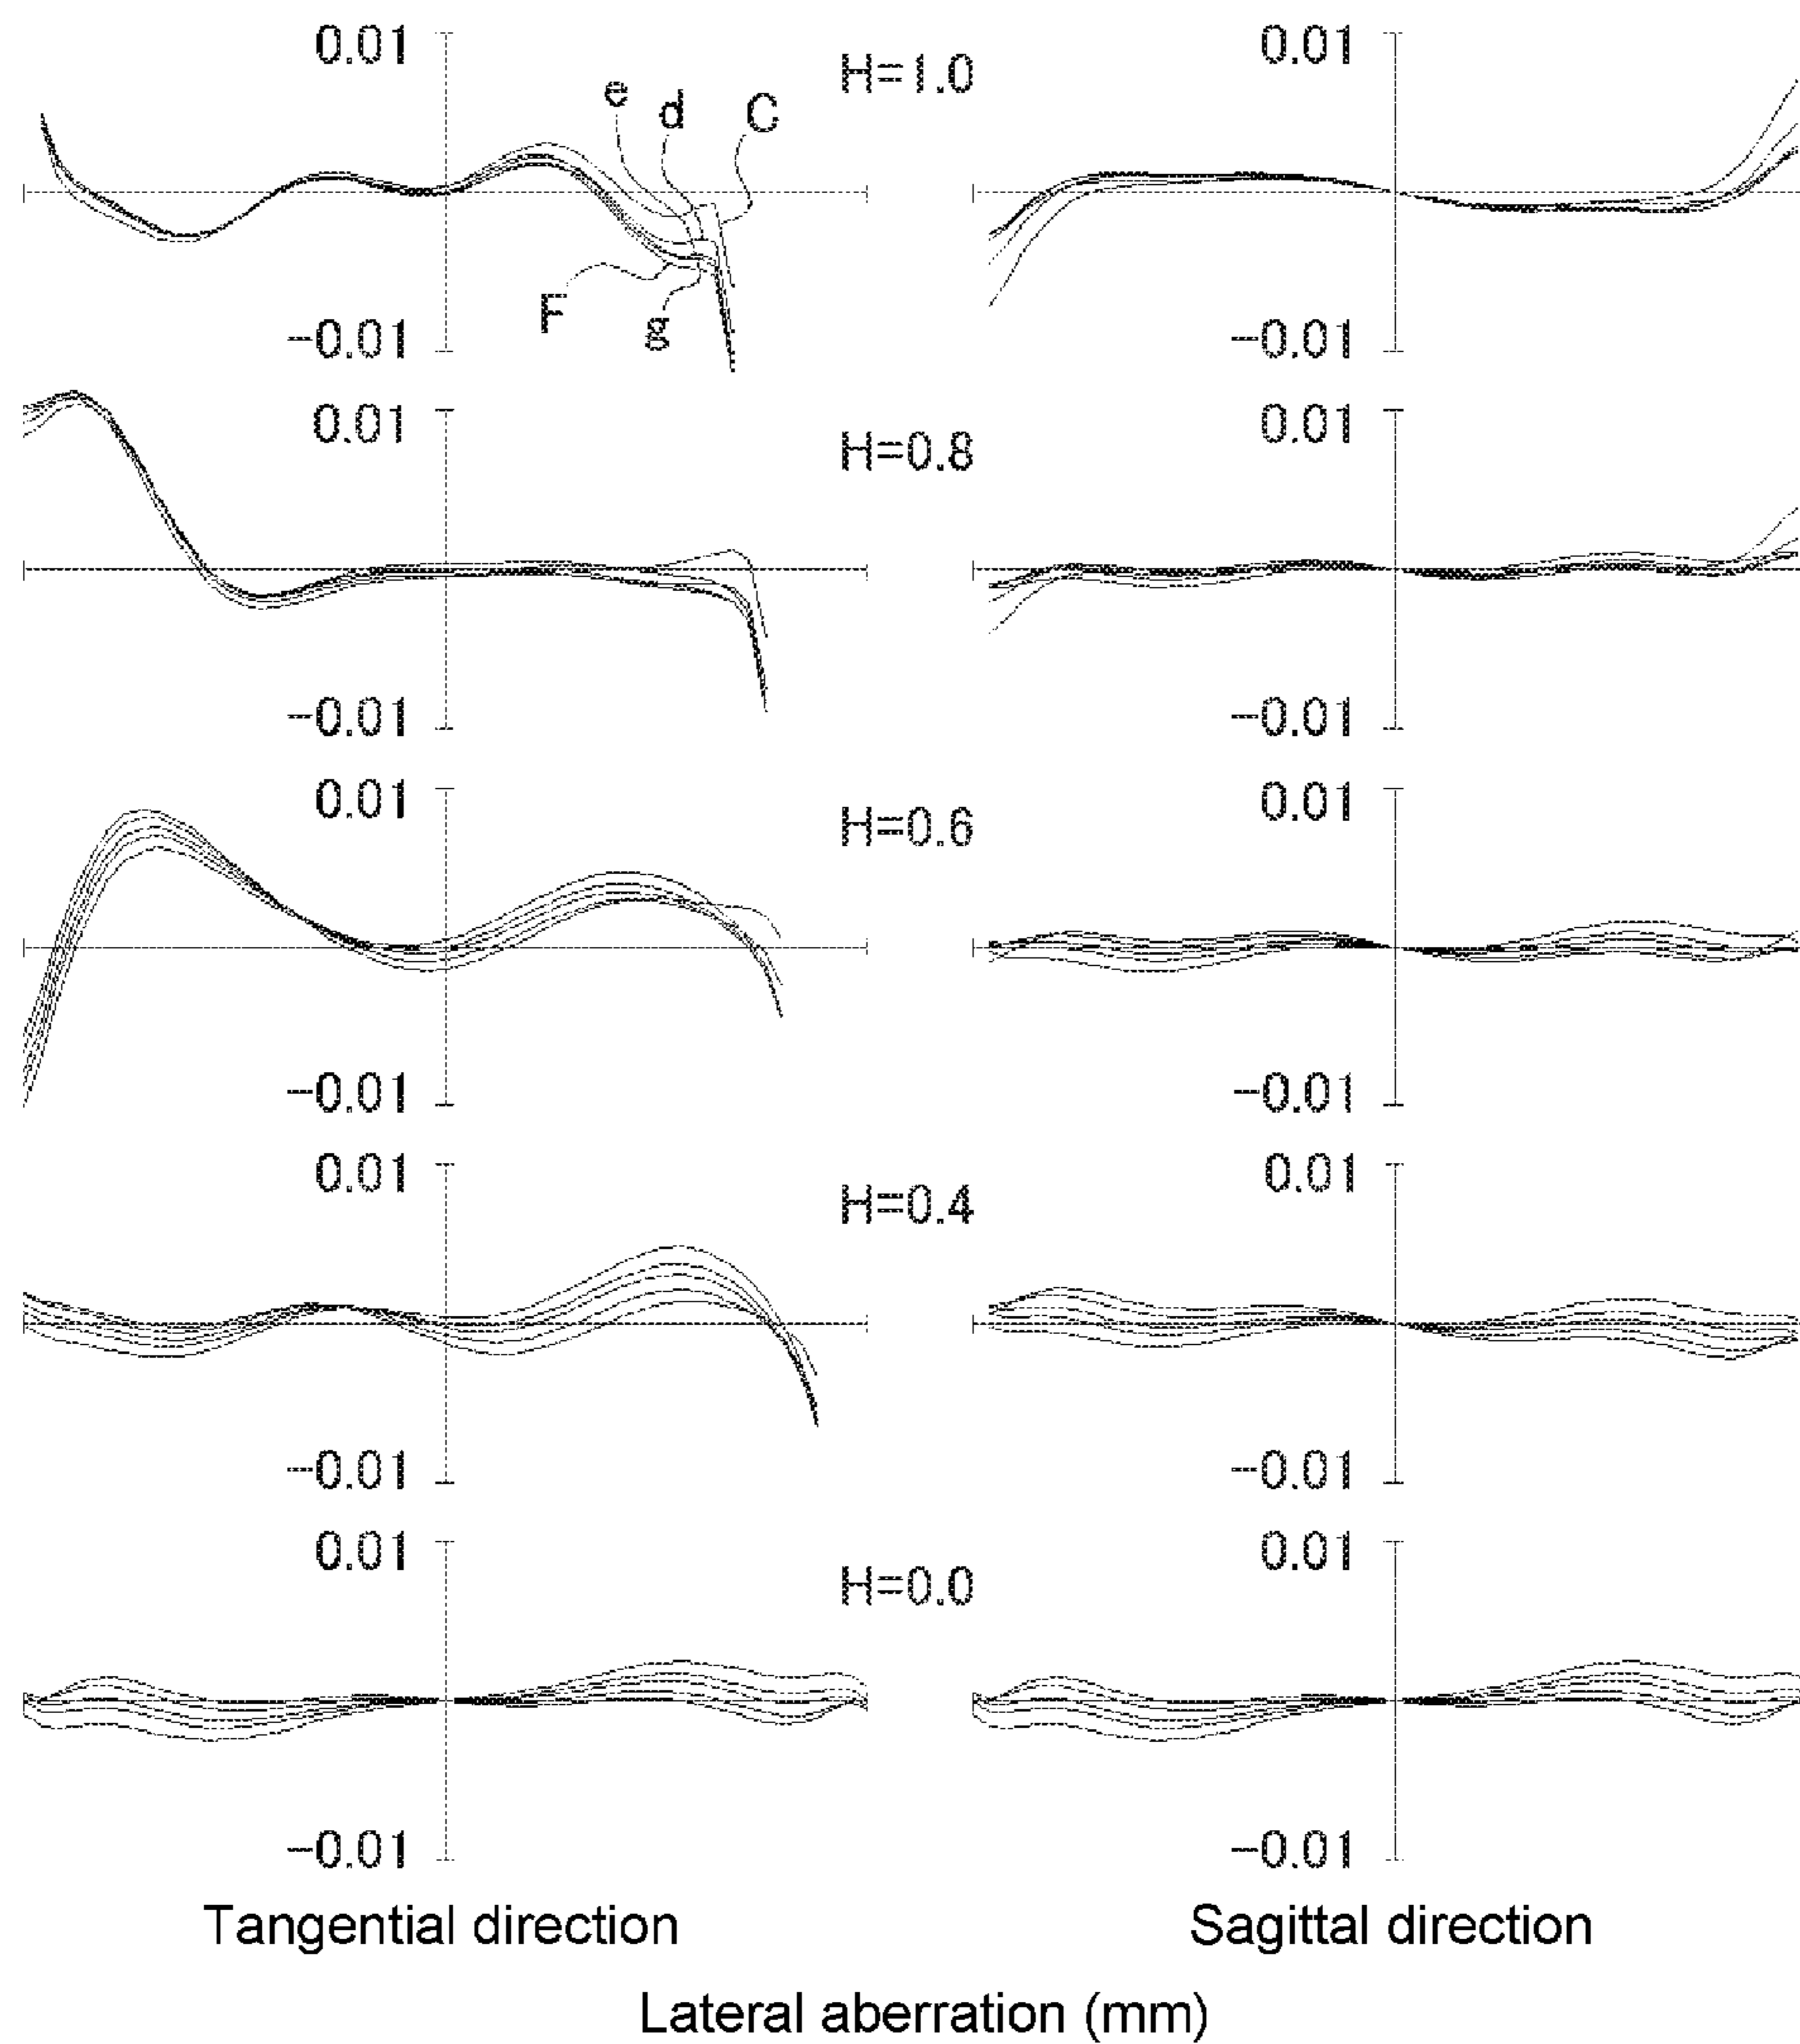 0.01 H=1.0 0.01
e d C
F g
-0.01 -0.01
0.01 H=0.8 0.01
-0.01 -0.01
0.01 H=0.6 0.01
-0.01 -0.01
0.01 H=0.4 0.01
-0.01 -0.01
0.01 H=0.0 0.01
-0.01 -0.01
Tangential direction Sagittal direction
Lateral aberration (mm)